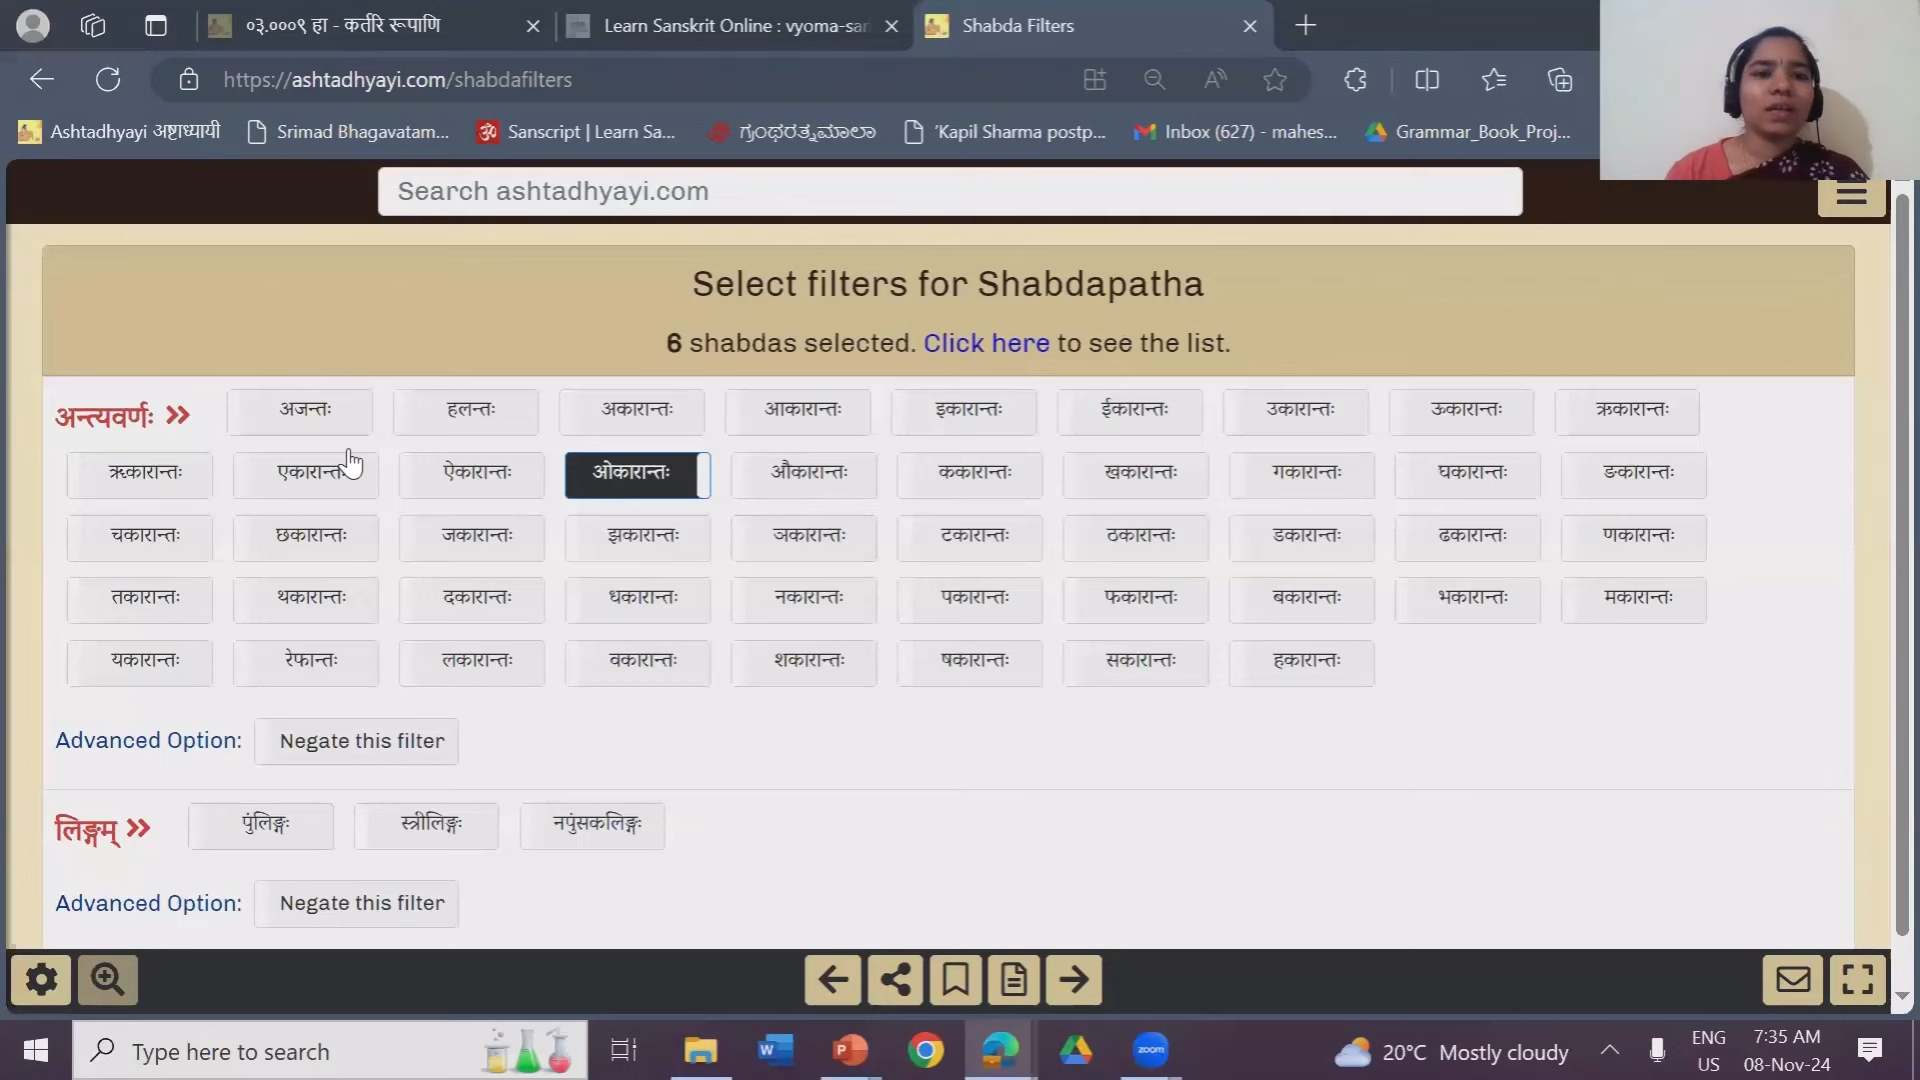 ०३.०००९ हा - कर्तरि रूपाणि
Learn Sanskrit Online : vyoma-sa
Shabda Filters
https://ashtadhyayi.com/shabdafilters
Ashtadhyayi अष्टाध्यायी
Srimad Bhagavatam...
Sanscript | Learn Sa...
ಗ್ರಂಥರತ್ನಮಾಲಾ
'Kapil Sharma postp...
Inbox (627) - mahes...
Grammar_Book_Proj...
Search ashtadhyayi.com
Select filters for Shabdapatha
6 shabdas selected. Click here to see the list.
अन्त्यवर्णः >> अजन्तः हलन्तः अकारान्तः आकारान्तः इकारान्तः ईकारान्तः उकारान्तः ऊकारान्तः ऋकारान्तः
ॠकारान्तः एकारान्तः ऐकारान्तः ओकारान्तः औकारान्तः ककारान्तः खकारान्तः गकारान्तः घकारान्तः ङकारान्तः
चकारान्तः छकारान्तः जकारान्तः झकारान्तः ञकारान्तः टकारान्तः ठकारान्तः डकारान्तः ढकारान्तः णकारान्तः
तकारान्तः थकारान्तः दकारान्तः धकारान्तः नकारान्तः पकारान्तः फकारान्तः बकारान्तः भकारान्तः मकारान्तः
यकारान्तः रेफान्तः लकारान्तः वकारान्तः शकारान्तः षकारान्तः सकारान्तः हकारान्तः
Advanced Option: Negate this filter
लिङ्गम् >> पुंलिङ्गः स्त्रीलिङ्गः नपुंसकलिङ्गः
Advanced Option: Negate this filter
Type here to search
zoom
20°C Mostly cloudy
ENG
US
7:35 AM
08-Nov-24